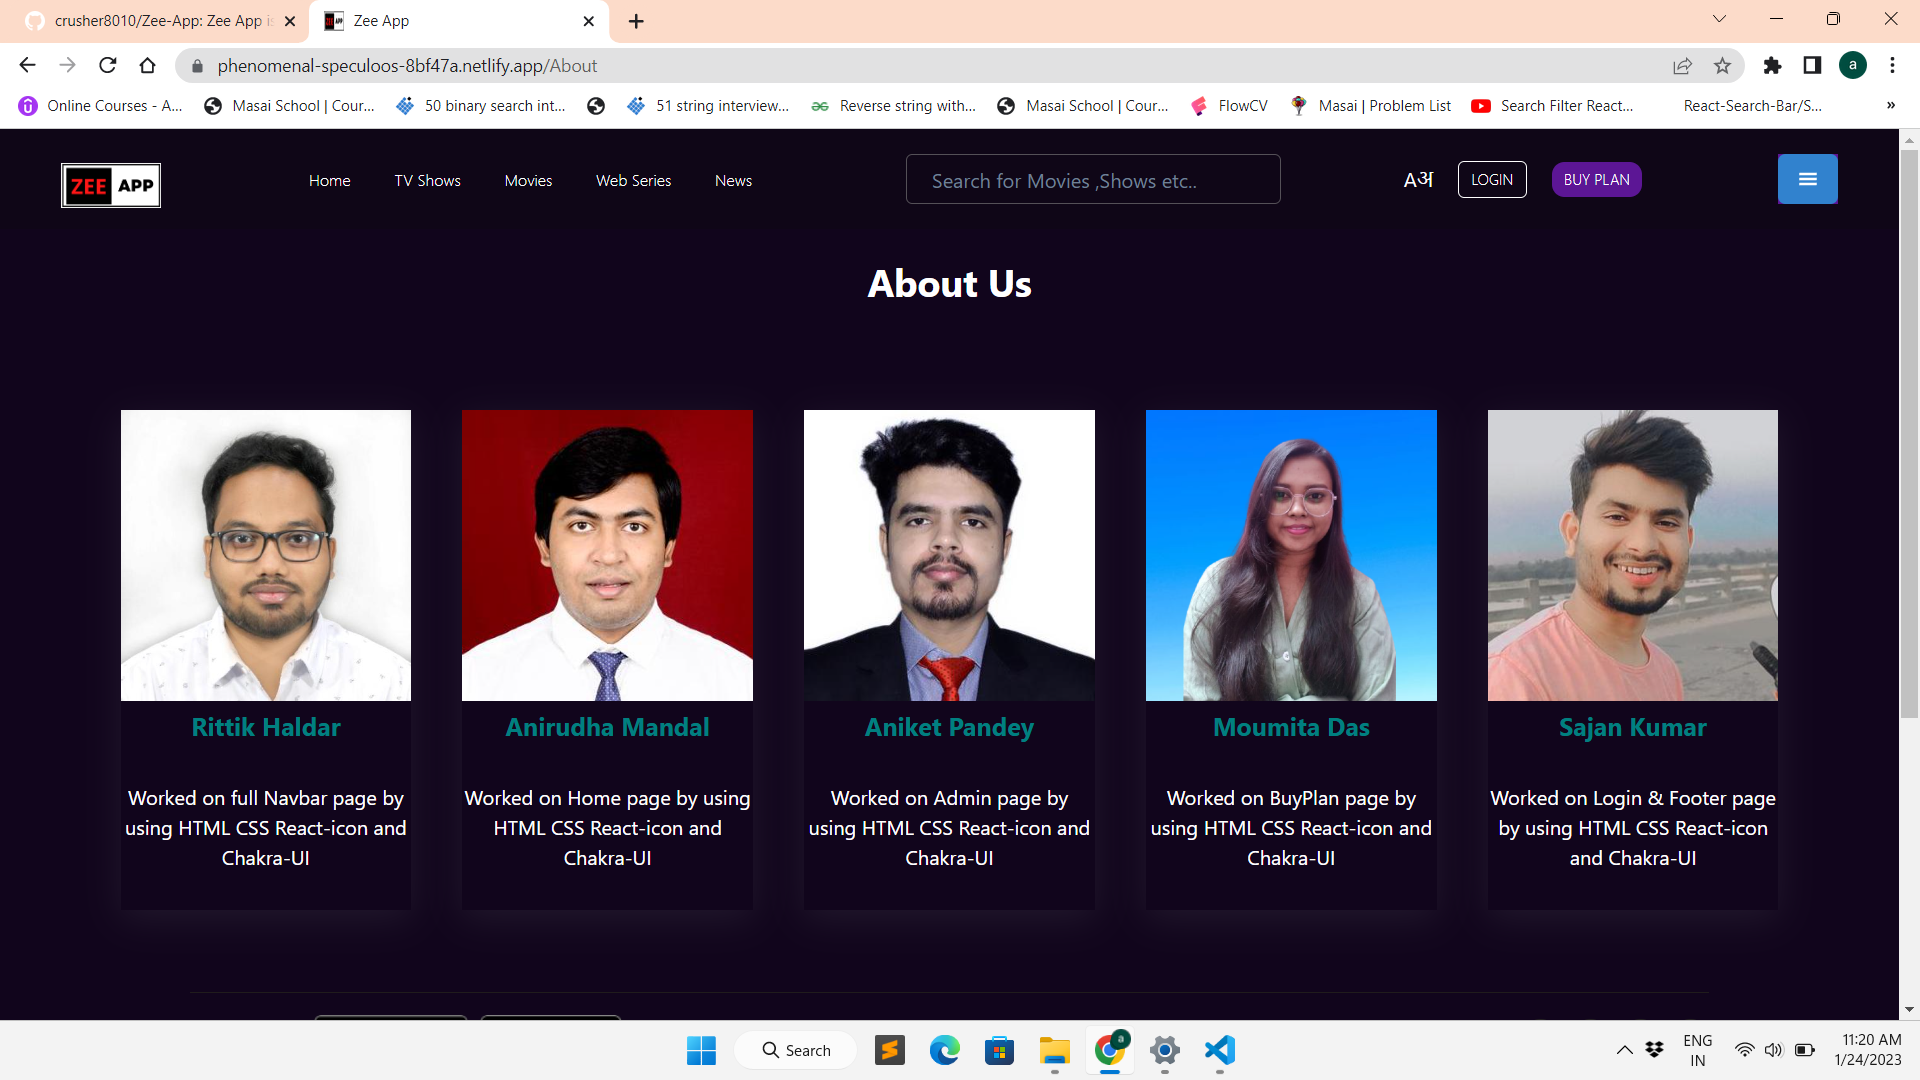 crusher8010/Zee-App: Zee App is
Zee App
phenomenal-speculoos-8bf47a.netlify.app/About
a
Online Courses - A...
Masai School | Cour...
50 binary search int...
51 string interview...
Reverse string with...
Masai School | Cour...
FlowCV
Masai | Problem List
Search Filter React...
React-Search-Bar/S...
»
ZEE APP
Home
TV Shows
Movies
Web Series
News
Search for Movies ,Shows etc..
Aअ
LOGIN
BUY PLAN
About Us
Rittik Haldar
Worked on full Navbar page by
using HTML CSS React-icon and
Chakra-UI
Anirudha Mandal
Worked on Home page by using
HTML CSS React-icon and
Chakra-UI
Aniket Pandey
Worked on Admin page by
using HTML CSS React-icon and
Chakra-UI
Moumita Das
Worked on BuyPlan page by
using HTML CSS React-icon and
Chakra-UI
Sajan Kumar
Worked on Login & Footer page
by using HTML CSS React-icon
and Chakra-UI
Search
a
ENG
IN
11:20 AM
1/24/2023